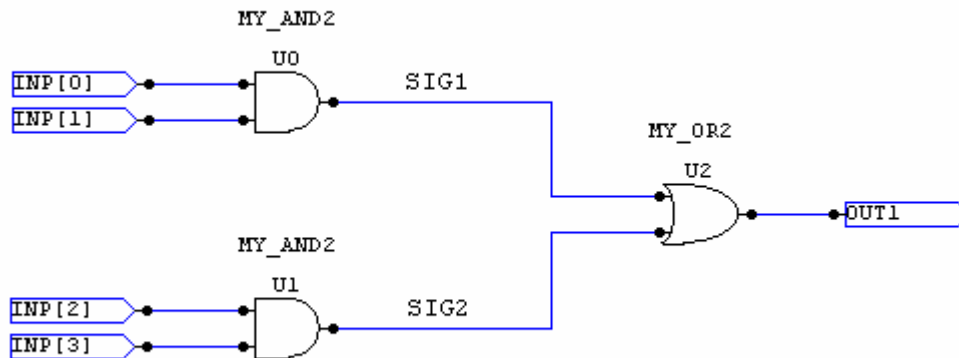 MY_AND2
U0
INP[0]
INP[1]
SIG1
MY_OR2
U2
OUT1
MY_AND2
U1
INP[2]
INP[3]
SIG2